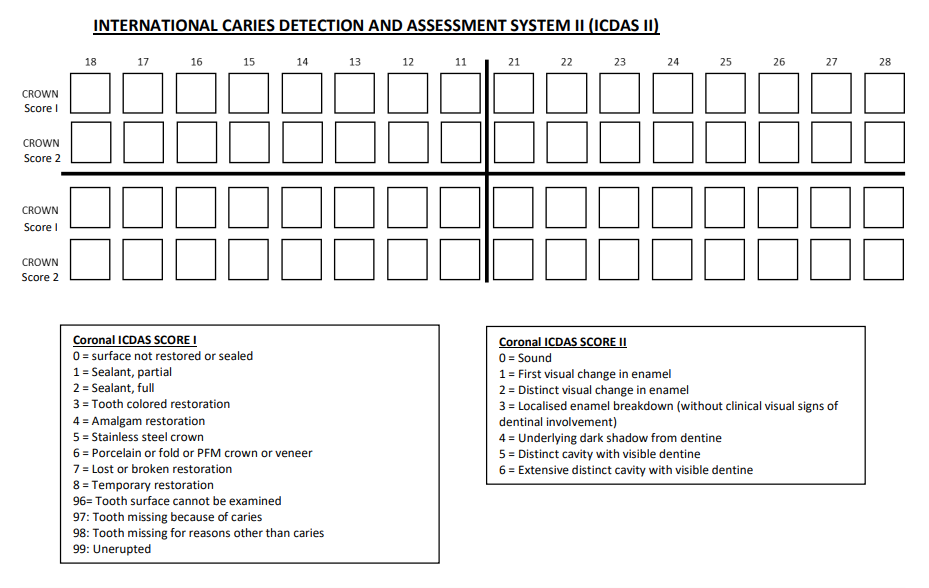 INTERNATIONAL CARIES DETECTION AND ASSESSMENT SYSTEM II (ICDAS II)
18 17 16 15 14 13 12 11 21 22 23 24 25 26 27 28
CROWN
Score I
CROWN
Score 2
CROWN
Score I
CROWN
Score 2
Coronal ICDAS SCORE I
0 = surface not restored or sealed
1 = Sealant, partial
2 = Sealant, full
3 = Tooth colored restoration
4 = Amalgam restoration
5 = Stainless steel crown
6 = Porcelain or fold or PFM crown or veneer
7 = Lost or broken restoration
8 = Temporary restoration
96= Tooth surface cannot be examined
97: Tooth missing because of caries
98: Tooth missing for reasons other than caries
99: Unerupted
Coronal ICDAS SCORE II
0 = Sound
1 = First visual change in enamel
2 = Distinct visual change in enamel
3 = Localised enamel breakdown (without clinical visual signs of
dentinal involvement)
4 = Underlying dark shadow from dentine
5 = Distinct cavity with visible dentine
6 = Extensive distinct cavity with visible dentine